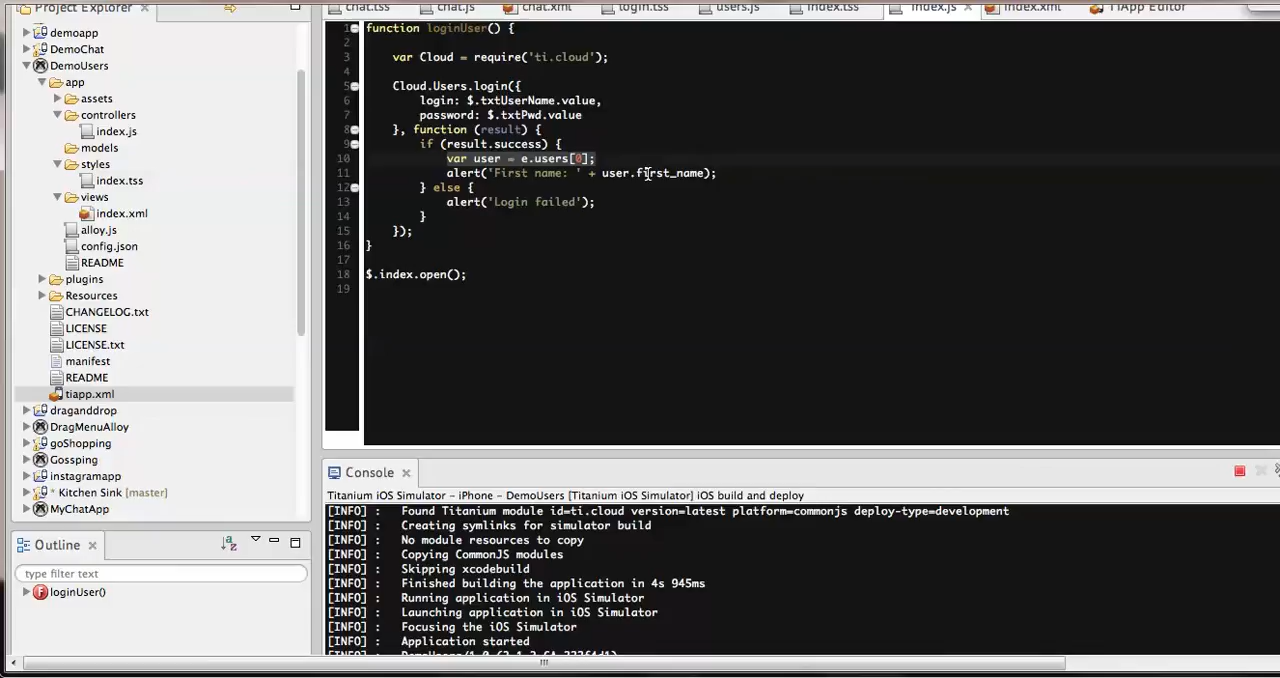 Project Explorer
demoapp
DemoChat
DemoUsers
app
assets
controllers
index.js
models
styles
index.tss
views
index.xml
alloy.js
config.json
README
plugins
Resources
CHANGELOG.txt
LICENSE
LICENSE.txt
manifest
README
tiapp.xml
draganddrop
DragMenuAlloy
goShopping
Gossping
instagramapp
* Kitchen Sink [master]
MyChatApp
Outline
type filter text
loginUser()
chat.tss chat.js chat.xml login.tss users.js index.tss index.js index.xml TiApp Editor
1 function loginUser() {
2
3 var Cloud = require('ti.cloud');
4
5 Cloud.Users.login({
6 login: $.txtUserName.value,
7 password: $.txtPwd.value
8 }, function (result) {
9 if (result.success) {
10 var user = e.users[0];
11 alert('First name: ' + user.first_name);
12 } else {
13 alert('Login failed');
14 }
15 });
16 }
17
18 $.index.open();
19
Console
Titanium iOS Simulator - iPhone - DemoUsers [Titanium iOS Simulator] iOS build and deploy
[INFO] : Found Titanium module id=ti.cloud version=latest platform=commonjs deploy-type=development
[INFO] : Creating symlinks for simulator build
[INFO] : No module resources to copy
[INFO] : Copying CommonJS modules
[INFO] : Skipping xcodebuild
[INFO] : Finished building the application in 4s 945ms
[INFO] : Running application in iOS Simulator
[INFO] : Launching application in iOS Simulator
[INFO] : Focusing the iOS Simulator
[INFO] : Application started
[INFO] :